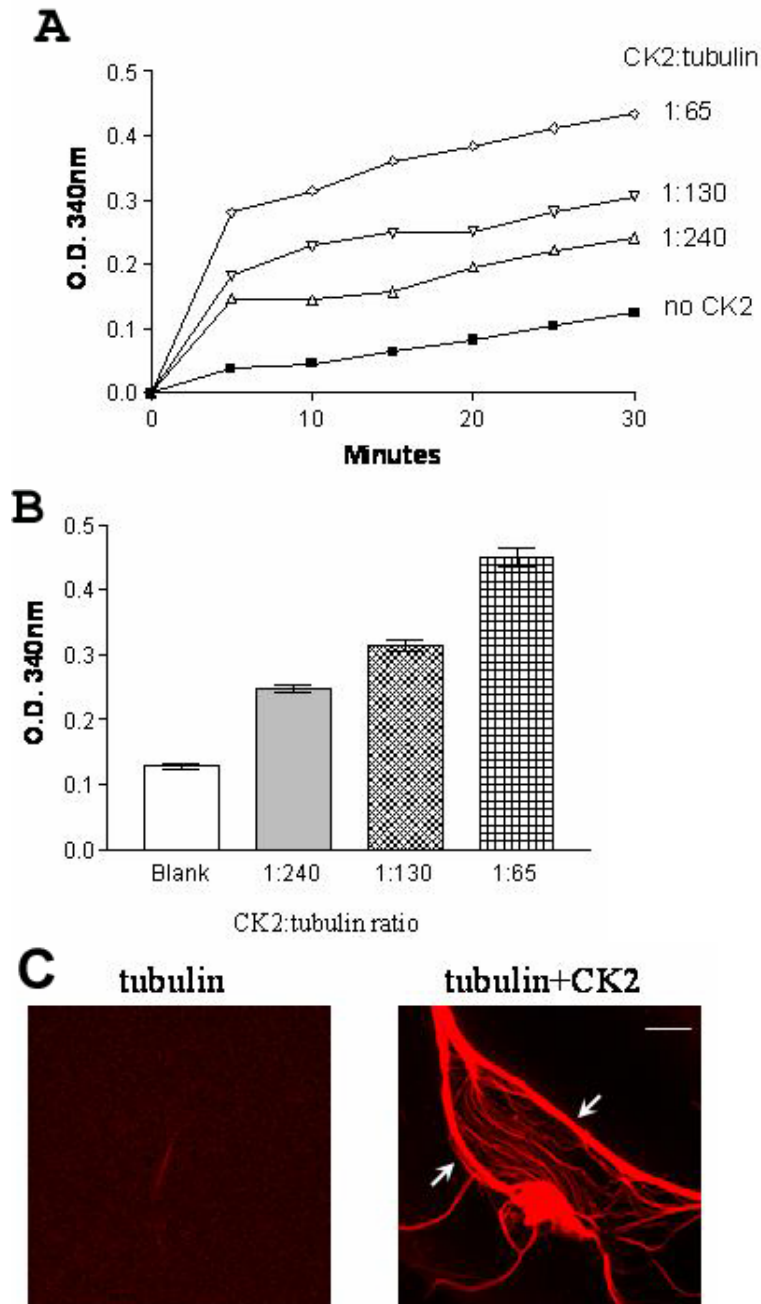 A
CK2:tubulin
0.5
0.4
0.3
0.2
0.1
0.0
O.D. 340nm
1:65
1:130
1:240
no CK2
0 10 20 30
Minutes
B
0.5
0.4
0.3
0.2
0.1
0.0
O.D. 340nm
Blank 1:240 1:130 1:65
CK2:tubulin ratio
C
tubulin tubulin+CK2